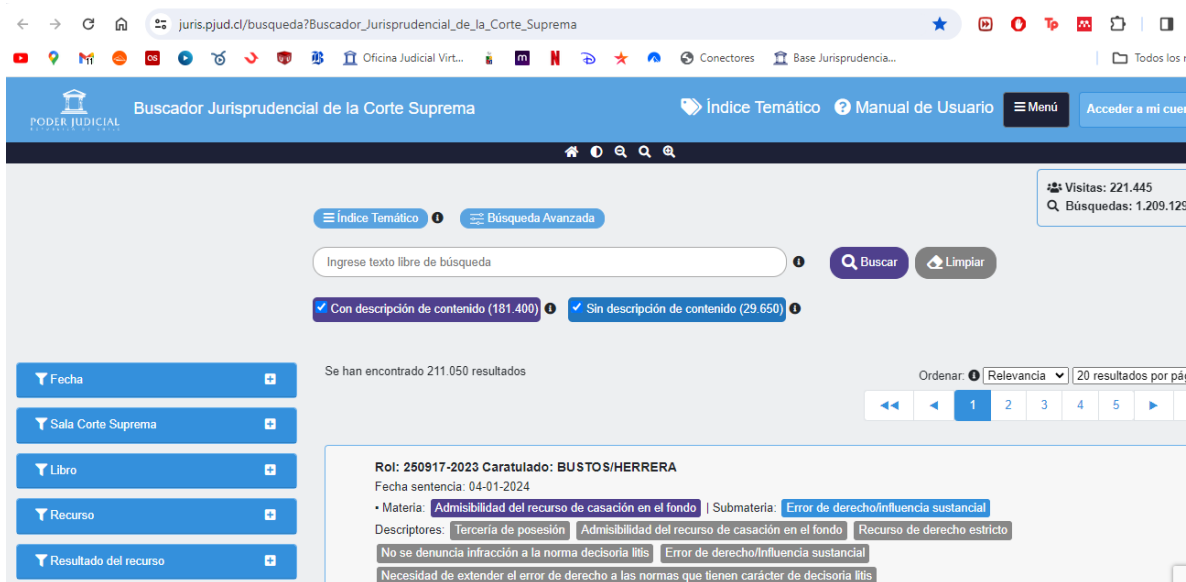 juris.pjud.cl/busqueda?Buscador_Jurisprudencial_de_la_Corte_Suprema
Oficina Judicial Virt...
Conectores
Base Jurisprudencia...
Todos los r
PODER JUDICIAL
Buscador Jurisprudencial de la Corte Suprema
Índice Temático
Manual de Usuario
Menú
Acceder a mi cuen
Visitas: 221.445
Búsquedas: 1.209.129
Índice Temático
Búsqueda Avanzada
Ingrese texto libre de búsqueda
Buscar
Limpiar
Con descripción de contenido (181.400)
Sin descripción de contenido (29.650)
Se han encontrado 211.050 resultados
Ordenar: Relevancia 20 resultados por pá
1 2 3 4 5
Fecha
Sala Corte Suprema
Libro
Recurso
Resultado del recurso
Rol: 250917-2023 Caratulado: BUSTOS/HERRERA
Fecha sentencia: 04-01-2024
• Materia: Admisibilidad del recurso de casación en el fondo | Submateria: Error de derecho/influencia sustancial
Descriptores: Tercería de posesión Admisibilidad del recurso de casación en el fondo Recurso de derecho estricto
No se denuncia infracción a la norma decisoria litis Error de derecho/Influencia sustancial
Necesidad de extender el error de derecho a las normas que tienen carácter de decisoria litis